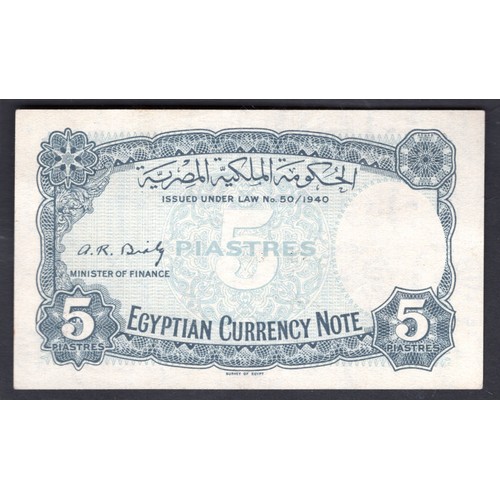 الحكومة الملكية المصرية
ISSUED UNDER LAW No. 50/1940
5
PIASTRES
MINISTER OF FINANCE
EGYPTIAN CURRENCY NOTE
5
PIASTRES
5
PIASTRES
SURVEY OF EGYPT